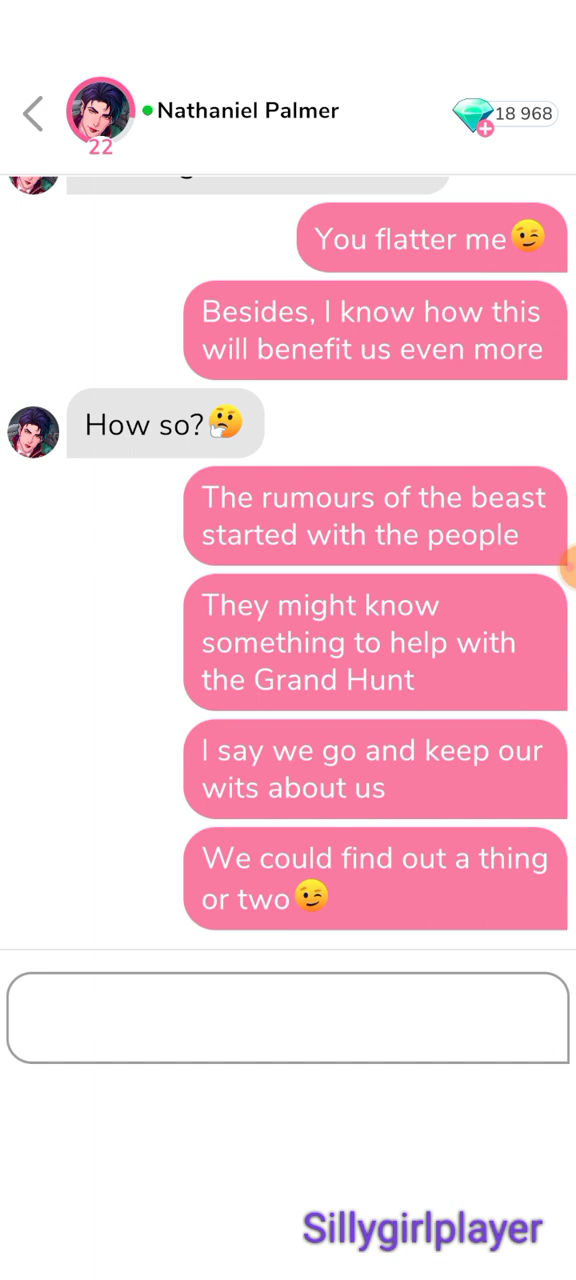 Nathaniel Palmer
18 968
22
You flatter me😉
Besides, I know how this
will benefit us even more
How so?🤔
The rumours of the beast
started with the people
They might know
something to help with
the Grand Hunt
I say we go and keep our
wits about us
We could find out a thing
or two😉
Sillygirlplayer